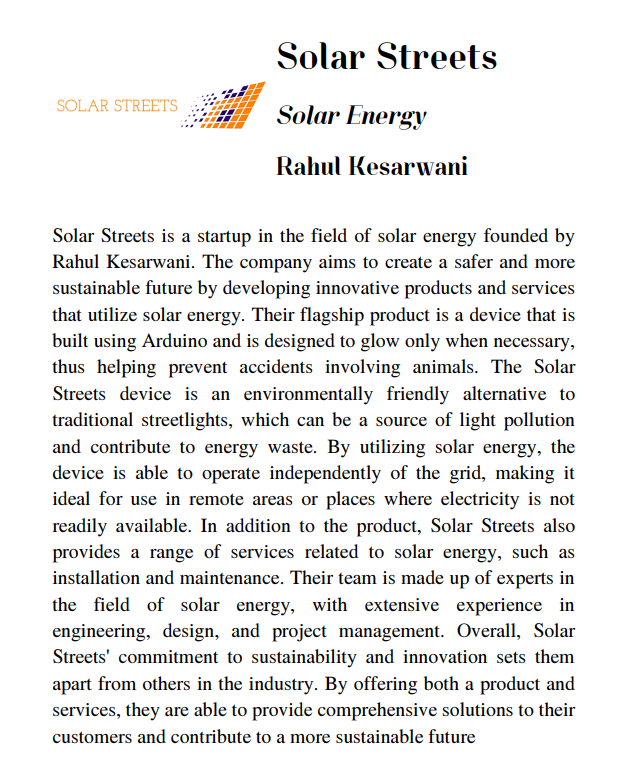 Solar Streets
SOLAR STREETS
Solar Energy
Rahul Kesarwani
Solar Streets is a startup in the field of solar energy founded by
Rahul Kesarwani. The company aims to create a safer and more
sustainable future by developing innovative products and services
that utilize solar energy. Their flagship product is a device that is
built using Arduino and is designed to glow only when necessary,
thus helping prevent accidents involving animals. The Solar
Streets device is an environmentally friendly alternative to
traditional streetlights, which can be a source of light pollution
and contribute to energy waste. By utilizing solar energy, the
device is able to operate independently of the grid, making it
ideal for use in remote areas or places where electricity is not
readily available. In addition to the product, Solar Streets also
provides a range of services related to solar energy, such as
installation and maintenance. Their team is made up of experts in
the field of solar energy, with extensive experience in
engineering, design, and project management. Overall, Solar
Streets' commitment to sustainability and innovation sets them
apart from others in the industry. By offering both a product and
services, they are able to provide comprehensive solutions to their
customers and contribute to a more sustainable future